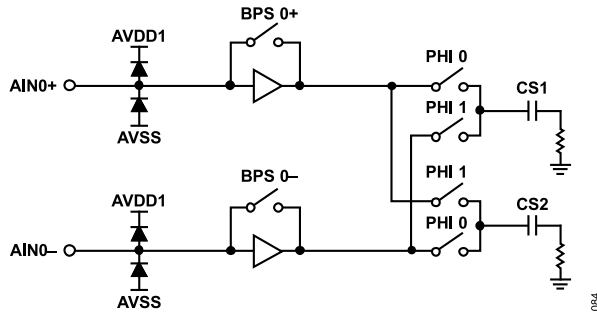 BPS 0+
AVDD1
PHI 0
AIN0+
CS1
PHI 1
AVSS
BPS 0–
AVDD1
PHI 1
CS2
PHI 0
AIN0–
AVSS
084